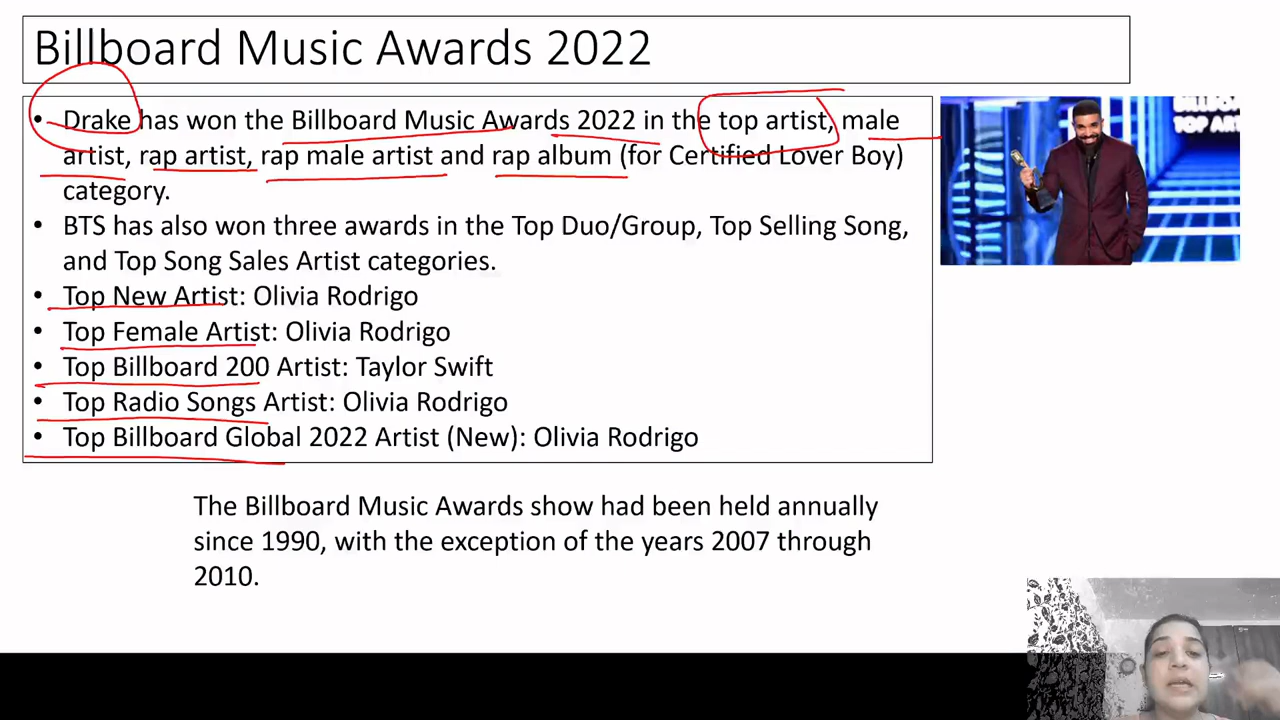 Billboard Music Awards 2022
• Drake has won the Billboard Music Awards 2022 in the top artist, male
artist, rap artist, rap male artist and rap album (for Certified Lover Boy)
category.
• BTS has also won three awards in the Top Duo/Group, Top Selling Song,
and Top Song Sales Artist categories.
• Top New Artist: Olivia Rodrigo
• Top Female Artist: Olivia Rodrigo
• Top Billboard 200 Artist: Taylor Swift
• Top Radio Songs Artist: Olivia Rodrigo
• Top Billboard Global 2022 Artist (New): Olivia Rodrigo
The Billboard Music Awards show had been held annually
since 1990, with the exception of the years 2007 through
2010.
TOP